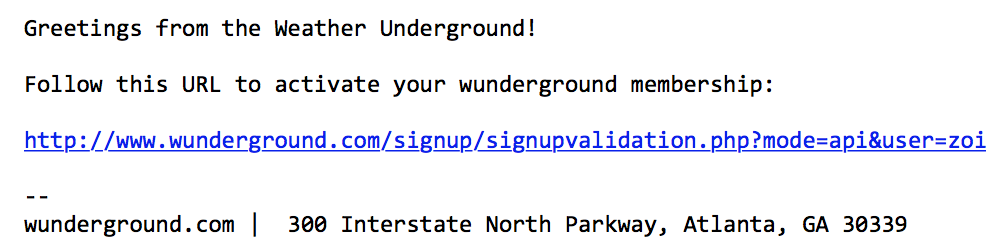 Greetings from the Weather Underground!
Follow this URL to activate your wunderground membership:
http://www.wunderground.com/signup/signupvalidation.php?mode=api&user=zoi
--
wunderground.com |  300 Interstate North Parkway, Atlanta, GA 30339